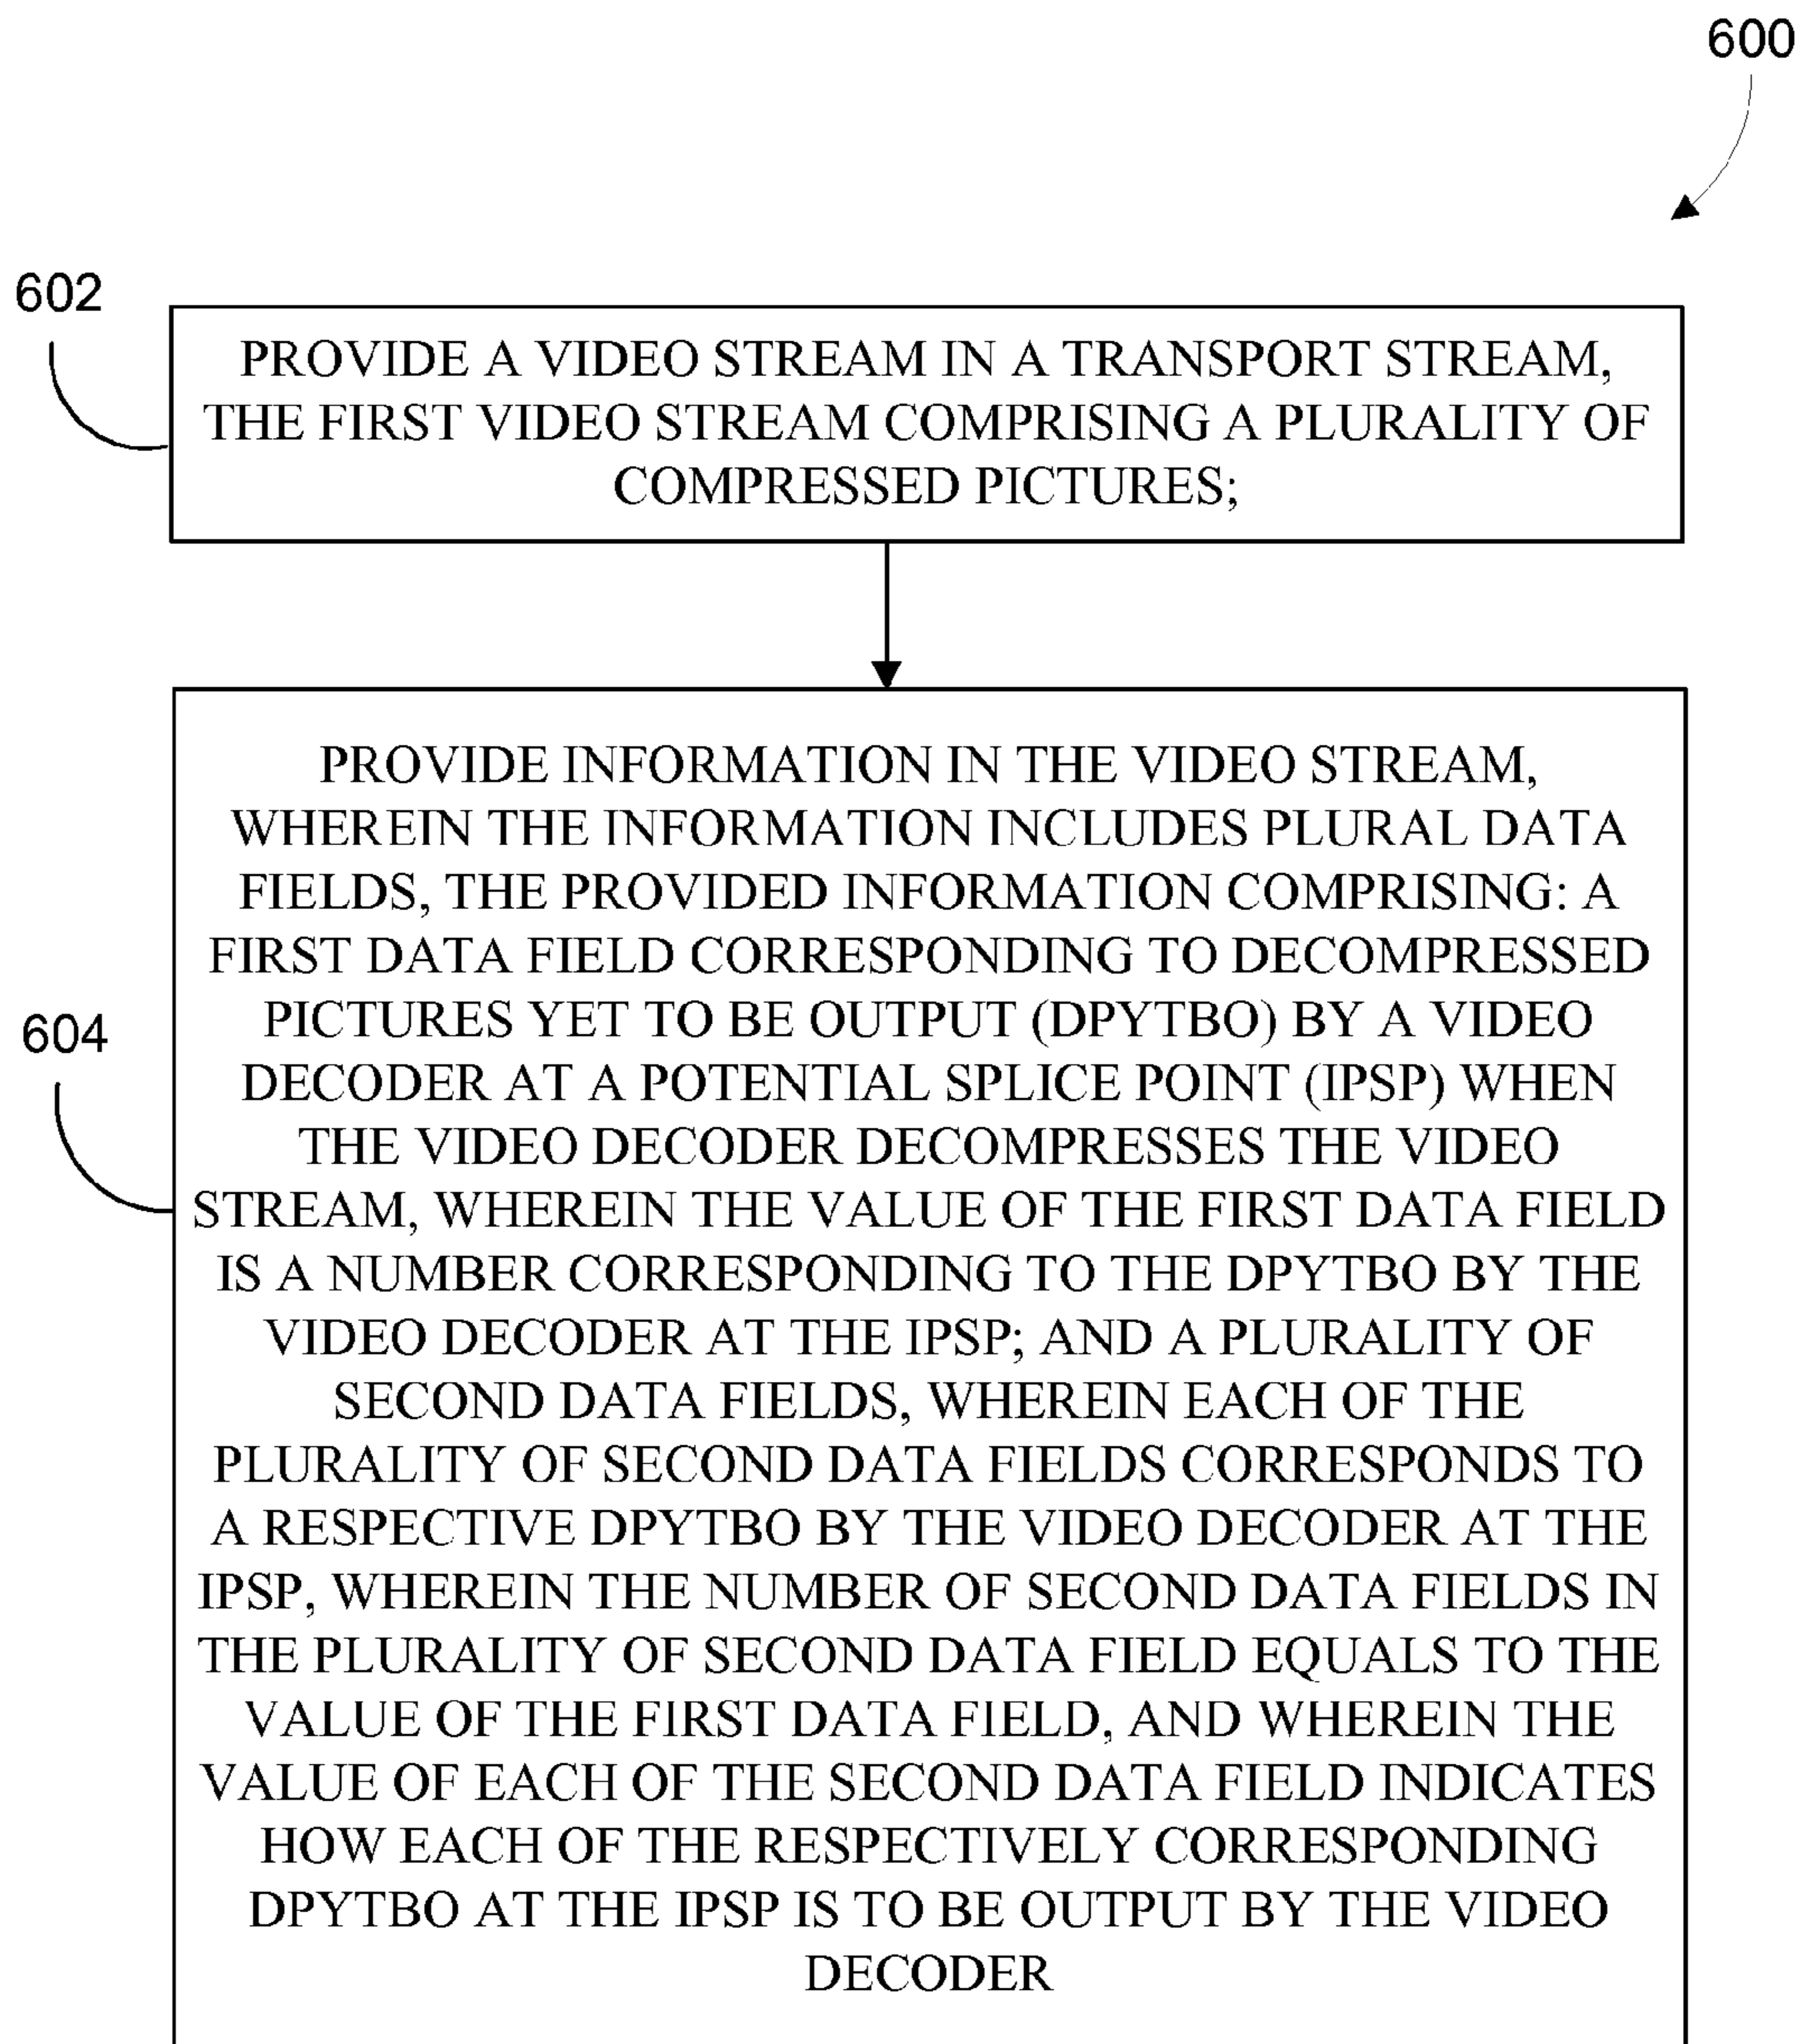 600
602
PROVIDE A VIDEO STREAM IN A TRANSPORT STREAM,
THE FIRST VIDEO STREAM COMPRISING A PLURALITY OF
COMPRESSED PICTURES;
604
PROVIDE INFORMATION IN THE VIDEO STREAM,
WHEREIN THE INFORMATION INCLUDES PLURAL DATA
FIELDS, THE PROVIDED INFORMATION COMPRISING: A
FIRST DATA FIELD CORRESPONDING TO DECOMPRESSED
PICTURES YET TO BE OUTPUT (DPYTBO) BY A VIDEO
DECODER AT A POTENTIAL SPLICE POINT (IPSP) WHEN
THE VIDEO DECODER DECOMPRESSES THE VIDEO
STREAM, WHEREIN THE VALUE OF THE FIRST DATA FIELD
IS A NUMBER CORRESPONDING TO THE DPYTBO BY THE
VIDEO DECODER AT THE IPSP; AND A PLURALITY OF
SECOND DATA FIELDS, WHEREIN EACH OF THE
PLURALITY OF SECOND DATA FIELDS CORRESPONDS TO
A RESPECTIVE DPYTBO BY THE VIDEO DECODER AT THE
IPSP, WHEREIN THE NUMBER OF SECOND DATA FIELDS IN
THE PLURALITY OF SECOND DATA FIELD EQUALS TO THE
VALUE OF THE FIRST DATA FIELD, AND WHEREIN THE
VALUE OF EACH OF THE SECOND DATA FIELD INDICATES
HOW EACH OF THE RESPECTIVELY CORRESPONDING
DPYTBO AT THE IPSP IS TO BE OUTPUT BY THE VIDEO
DECODER